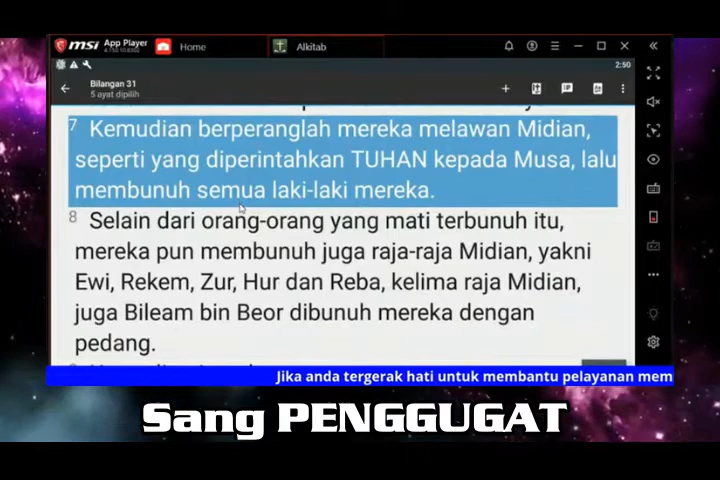 msi App Player
Home
Alkitab
2:50
Bilangan 31
5 ayat dipilih
7 Kemudian berperanglah mereka melawan Midian,
seperti yang diperintahkan TUHAN kepada Musa, lalu
membunuh semua laki-laki mereka.
8 Selain dari orang-orang yang mati terbunuh itu,
mereka pun membunuh juga raja-raja Midian, yakni
Ewi, Rekem, Zur, Hur dan Reba, kelima raja Midian,
juga Bileam bin Beor dibunuh mereka dengan
pedang.
Jika anda tergerak hati untuk membantu pelayanan mem
Sang PENGGUGAT